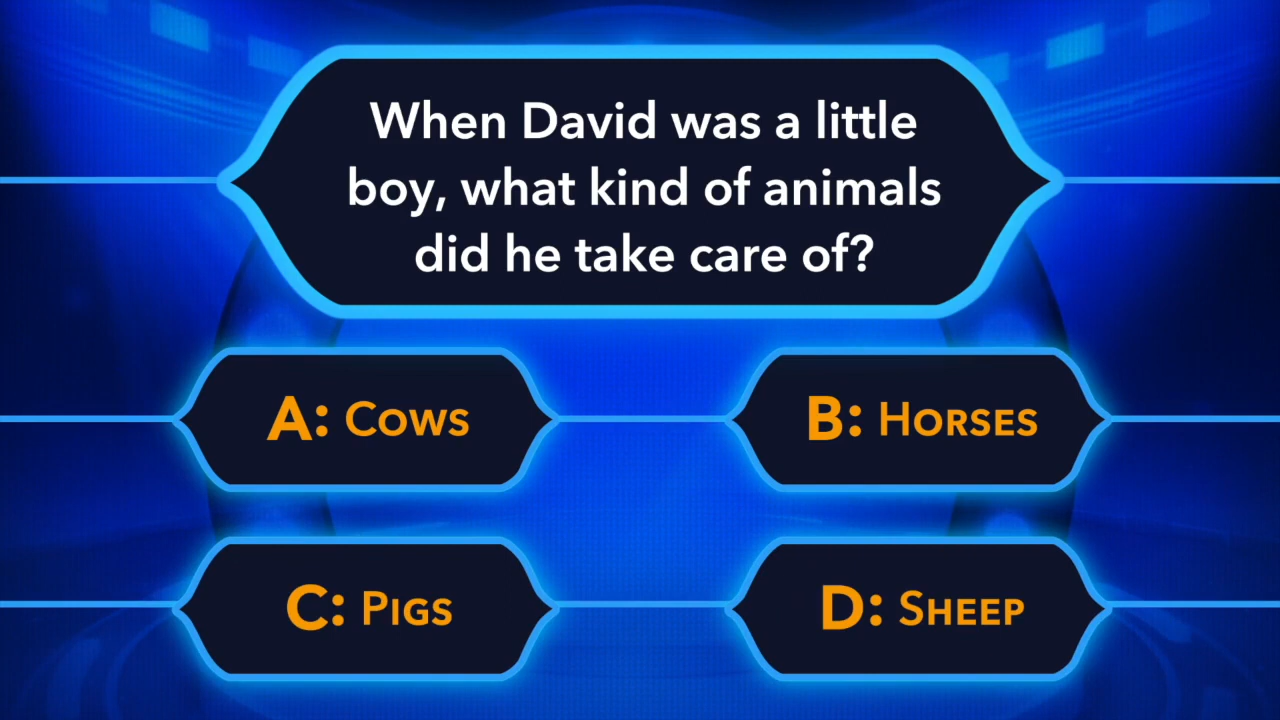 When David was a little
boy, what kind of animals
did he take care of?
A: Cows
B: Horses
C: Pigs
D: Sheep